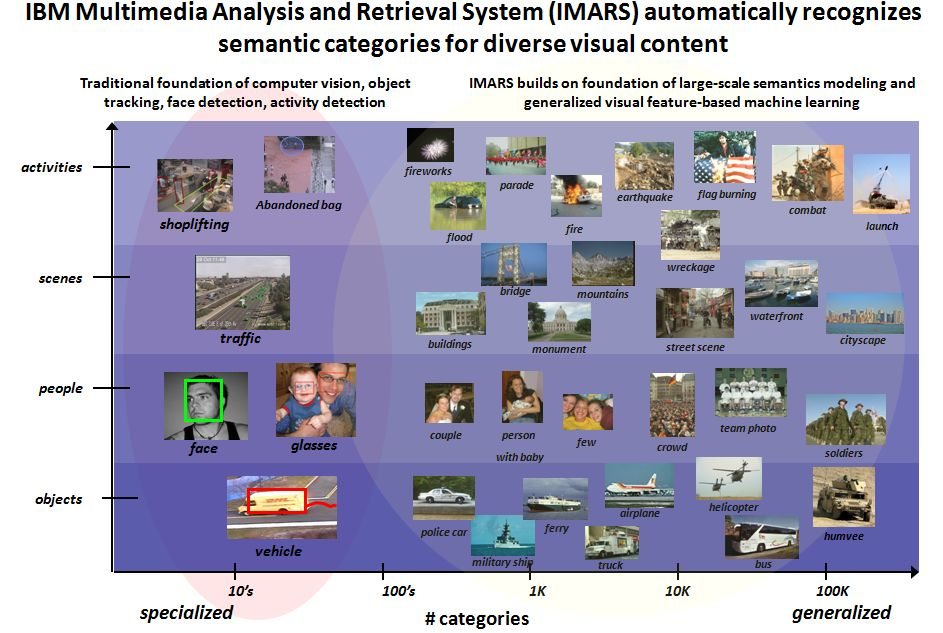 IBM Multimedia Analysis and Retrieval System (IMARS) automatically recognizes
semantic categories for diverse visual content
Traditional foundation of computer vision, object
tracking, face detection, activity detection
IMARS builds on foundation of large-scale semantics modeling and
generalized visual feature-based machine learning
activities
shoplifting
Abandoned bag
fireworks
parade
earthquake
flag burning
combat
launch
flood
fire
wreckage
scenes
traffic
bridge
mountains
waterfront
buildings
monument
street scene
cityscape
people
face
glasses
couple
person
with baby
few
crowd
team photo
soldiers
objects
vehicle
DHL
police car
military ship
ferry
airplane
truck
helicopter
bus
humvee
10's
100's
1K
10K
100K
specialized
# categories
generalized